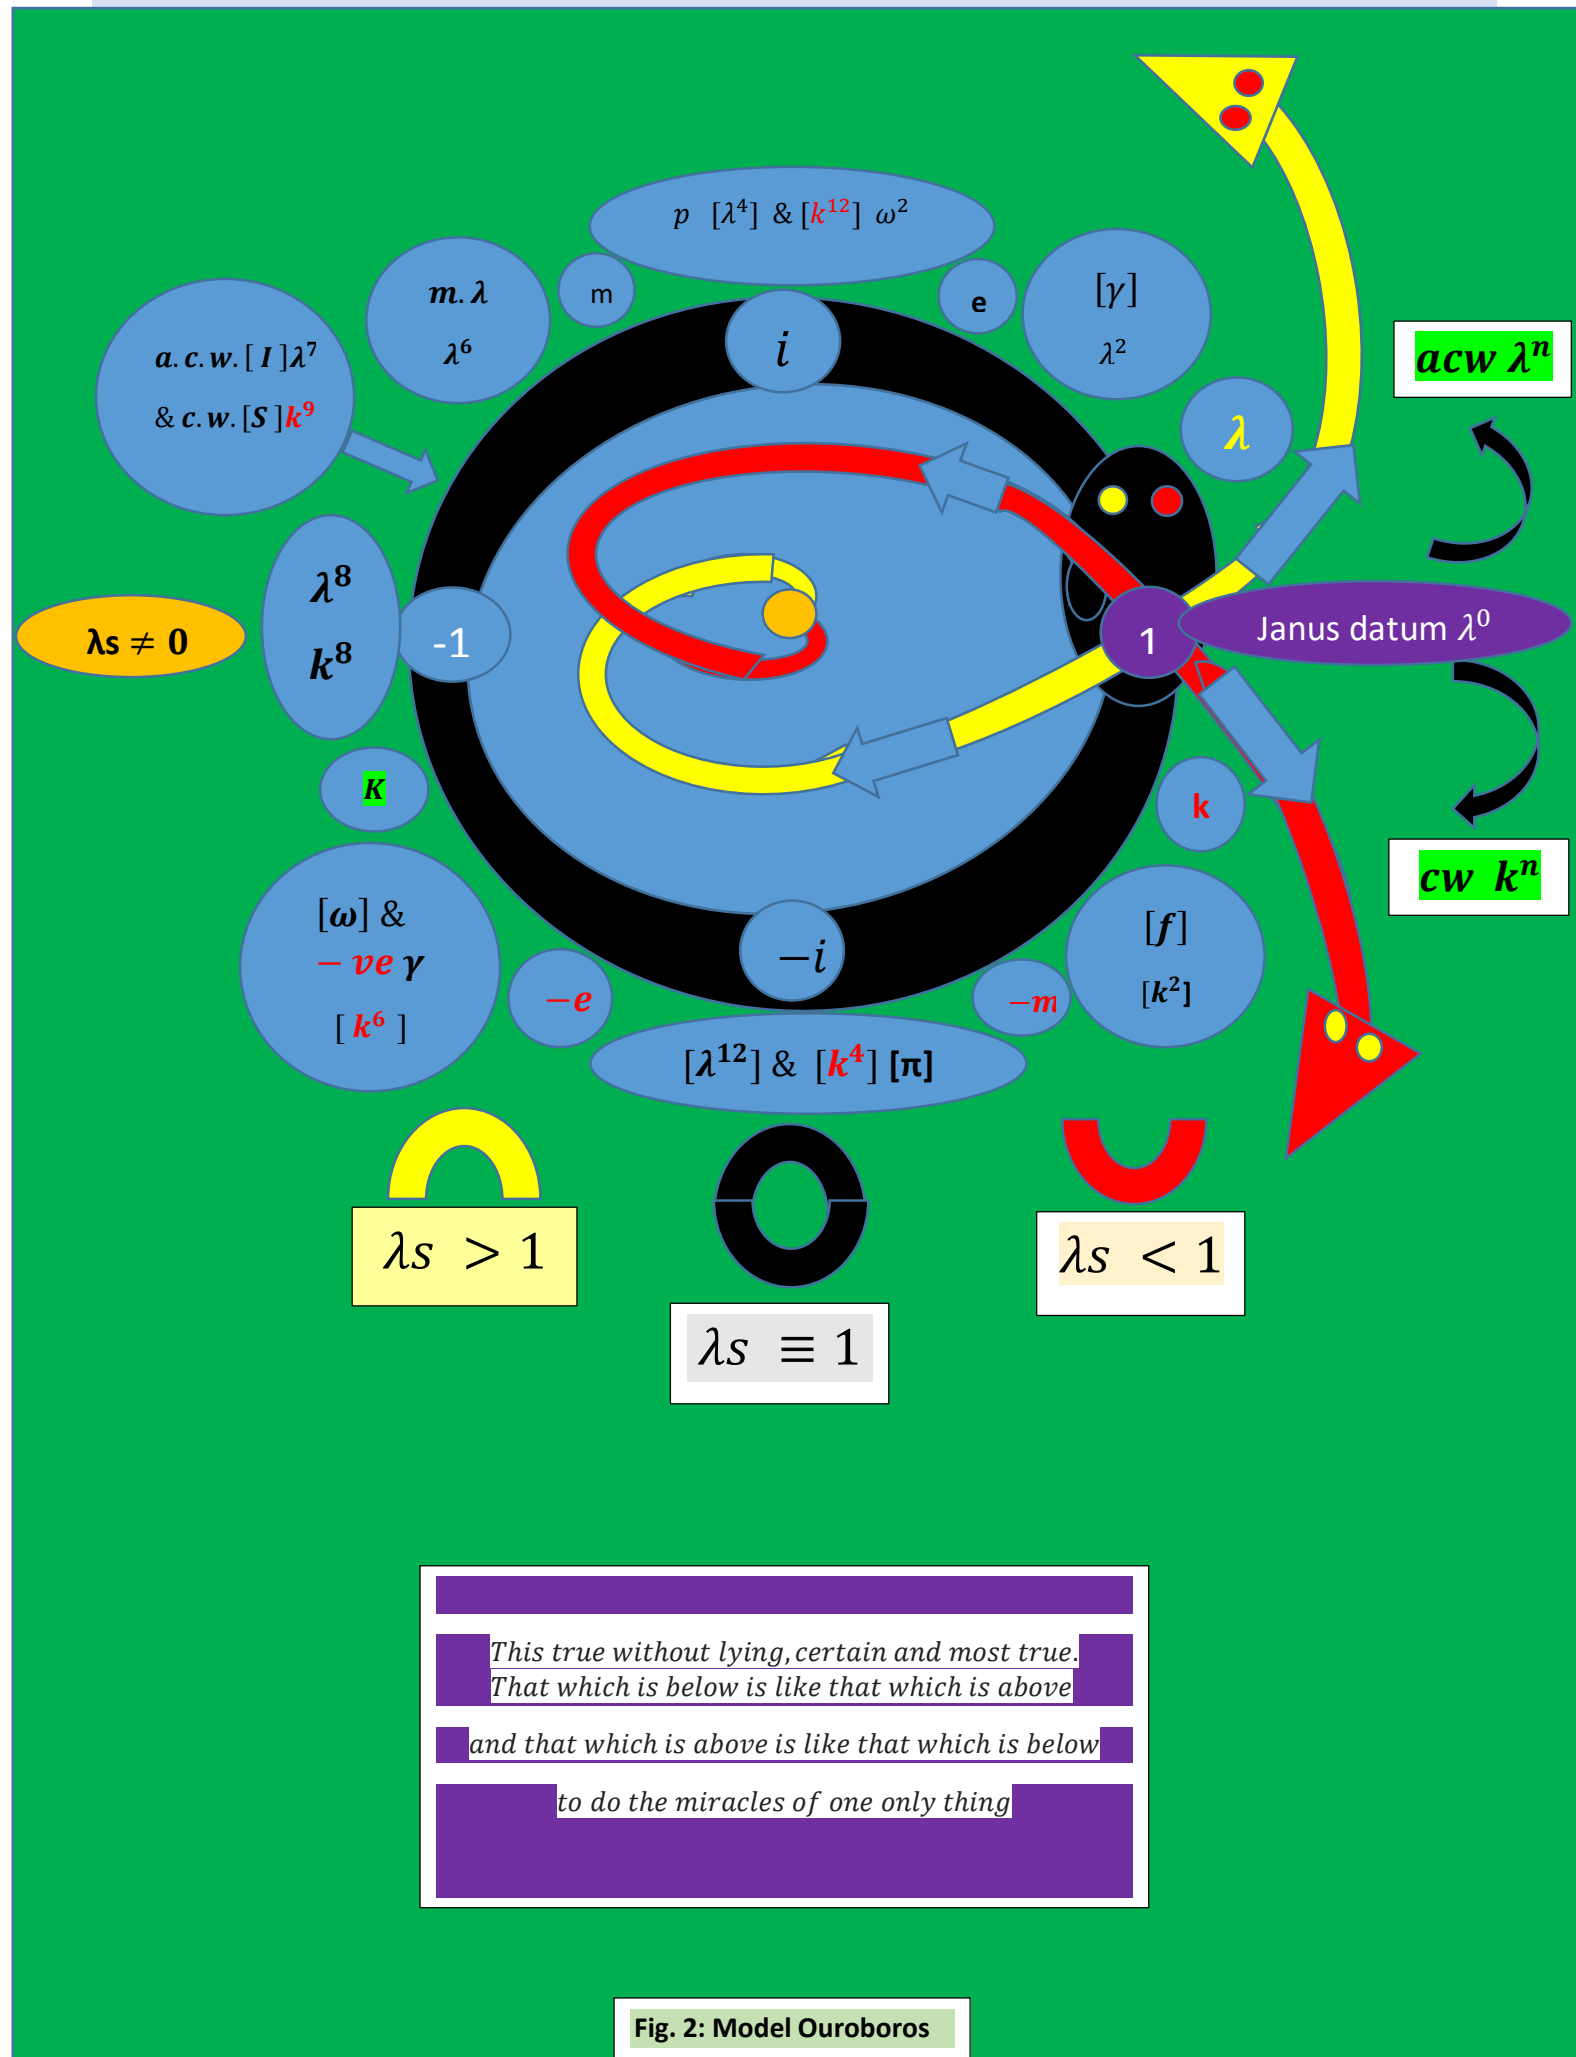 p [λ⁴] & [k¹²] ω²
m.λ
λ⁶
m
e
[γ]
λ²
i
a.c.w.[I]λ⁷
& c.w.[S]k⁹
λ
acw λⁿ
λ⁸
k⁸
λs ≠ 0
-1
1
Janus datum λ⁰
K
k
cw kⁿ
[ω] &
− ve γ
[k⁶]
−e
−i
−m
[f]
[k²]
[λ¹²] & [k⁴] [π]
λs > 1
λs ≡ 1
λs < 1
This true without lying, certain and most true.
That which is below is like that which is above
and that which is above is like that which is below
to do the miracles of one only thing
Fig. 2: Model Ouroboros